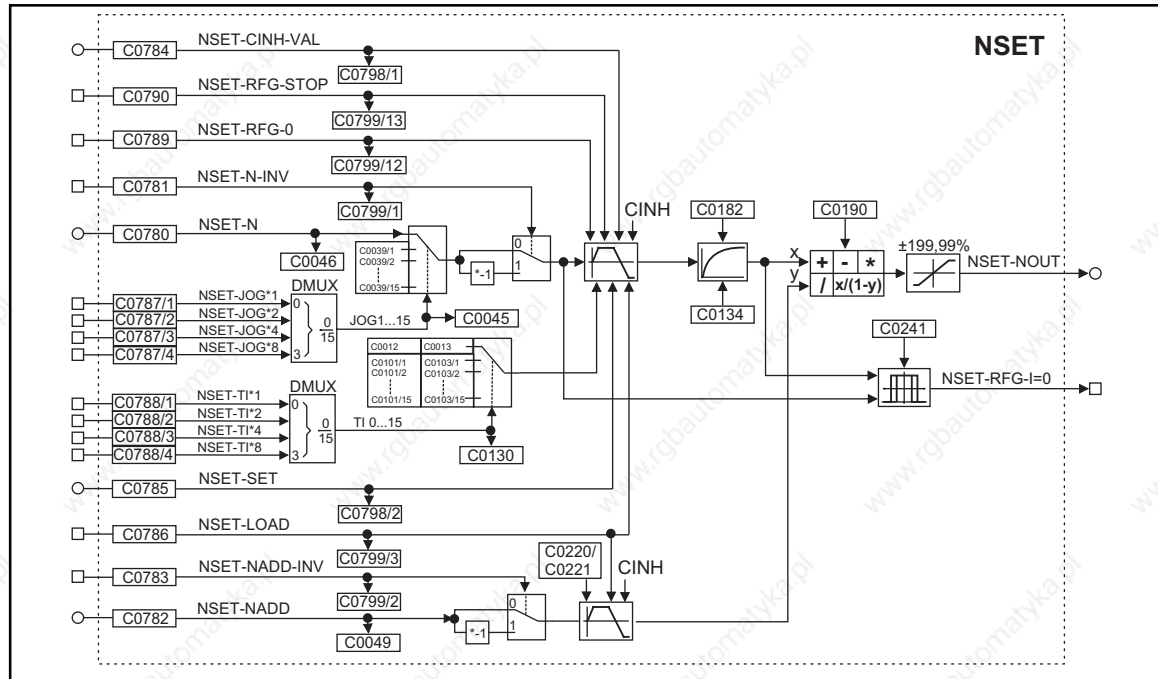 NSET
C0784 NSET-CINH-VAL
C0798/1
C0790 NSET-RFG-STOP
C0799/13
C0789 NSET-RFG-0
C0799/12
C0781 NSET-N-INV
C0799/1
C0780 NSET-N
C0046
C0039/1
C0039/2
C0039/15
*-1
0
1
CINH
C0182
C0134
C0190
x
y
+ - *
/ x/(1-y)
±199,99%
NSET-NOUT
C0241
NSET-RFG-I=0
C0787/1 NSET-JOG*1
C0787/2 NSET-JOG*2
C0787/3 NSET-JOG*4
C0787/4 NSET-JOG*8
DMUX
0
3
0
15
JOG1...15
C0045
C0012 C0013
C0101/1 C0103/1
C0101/2 C0103/2
C0101/15 C0103/15
C0788/1 NSET-TI*1
C0788/2 NSET-TI*2
C0788/3 NSET-TI*4
C0788/4 NSET-TI*8
DMUX
0
3
0
15
TI 0...15
C0130
C0785 NSET-SET
C0798/2
C0786 NSET-LOAD
C0799/3
C0783 NSET-NADD-INV
C0799/2
C0782 NSET-NADD
C0049
*-1
0
1
C0220/
C0221
CINH
www.rgbautomatyka.pl